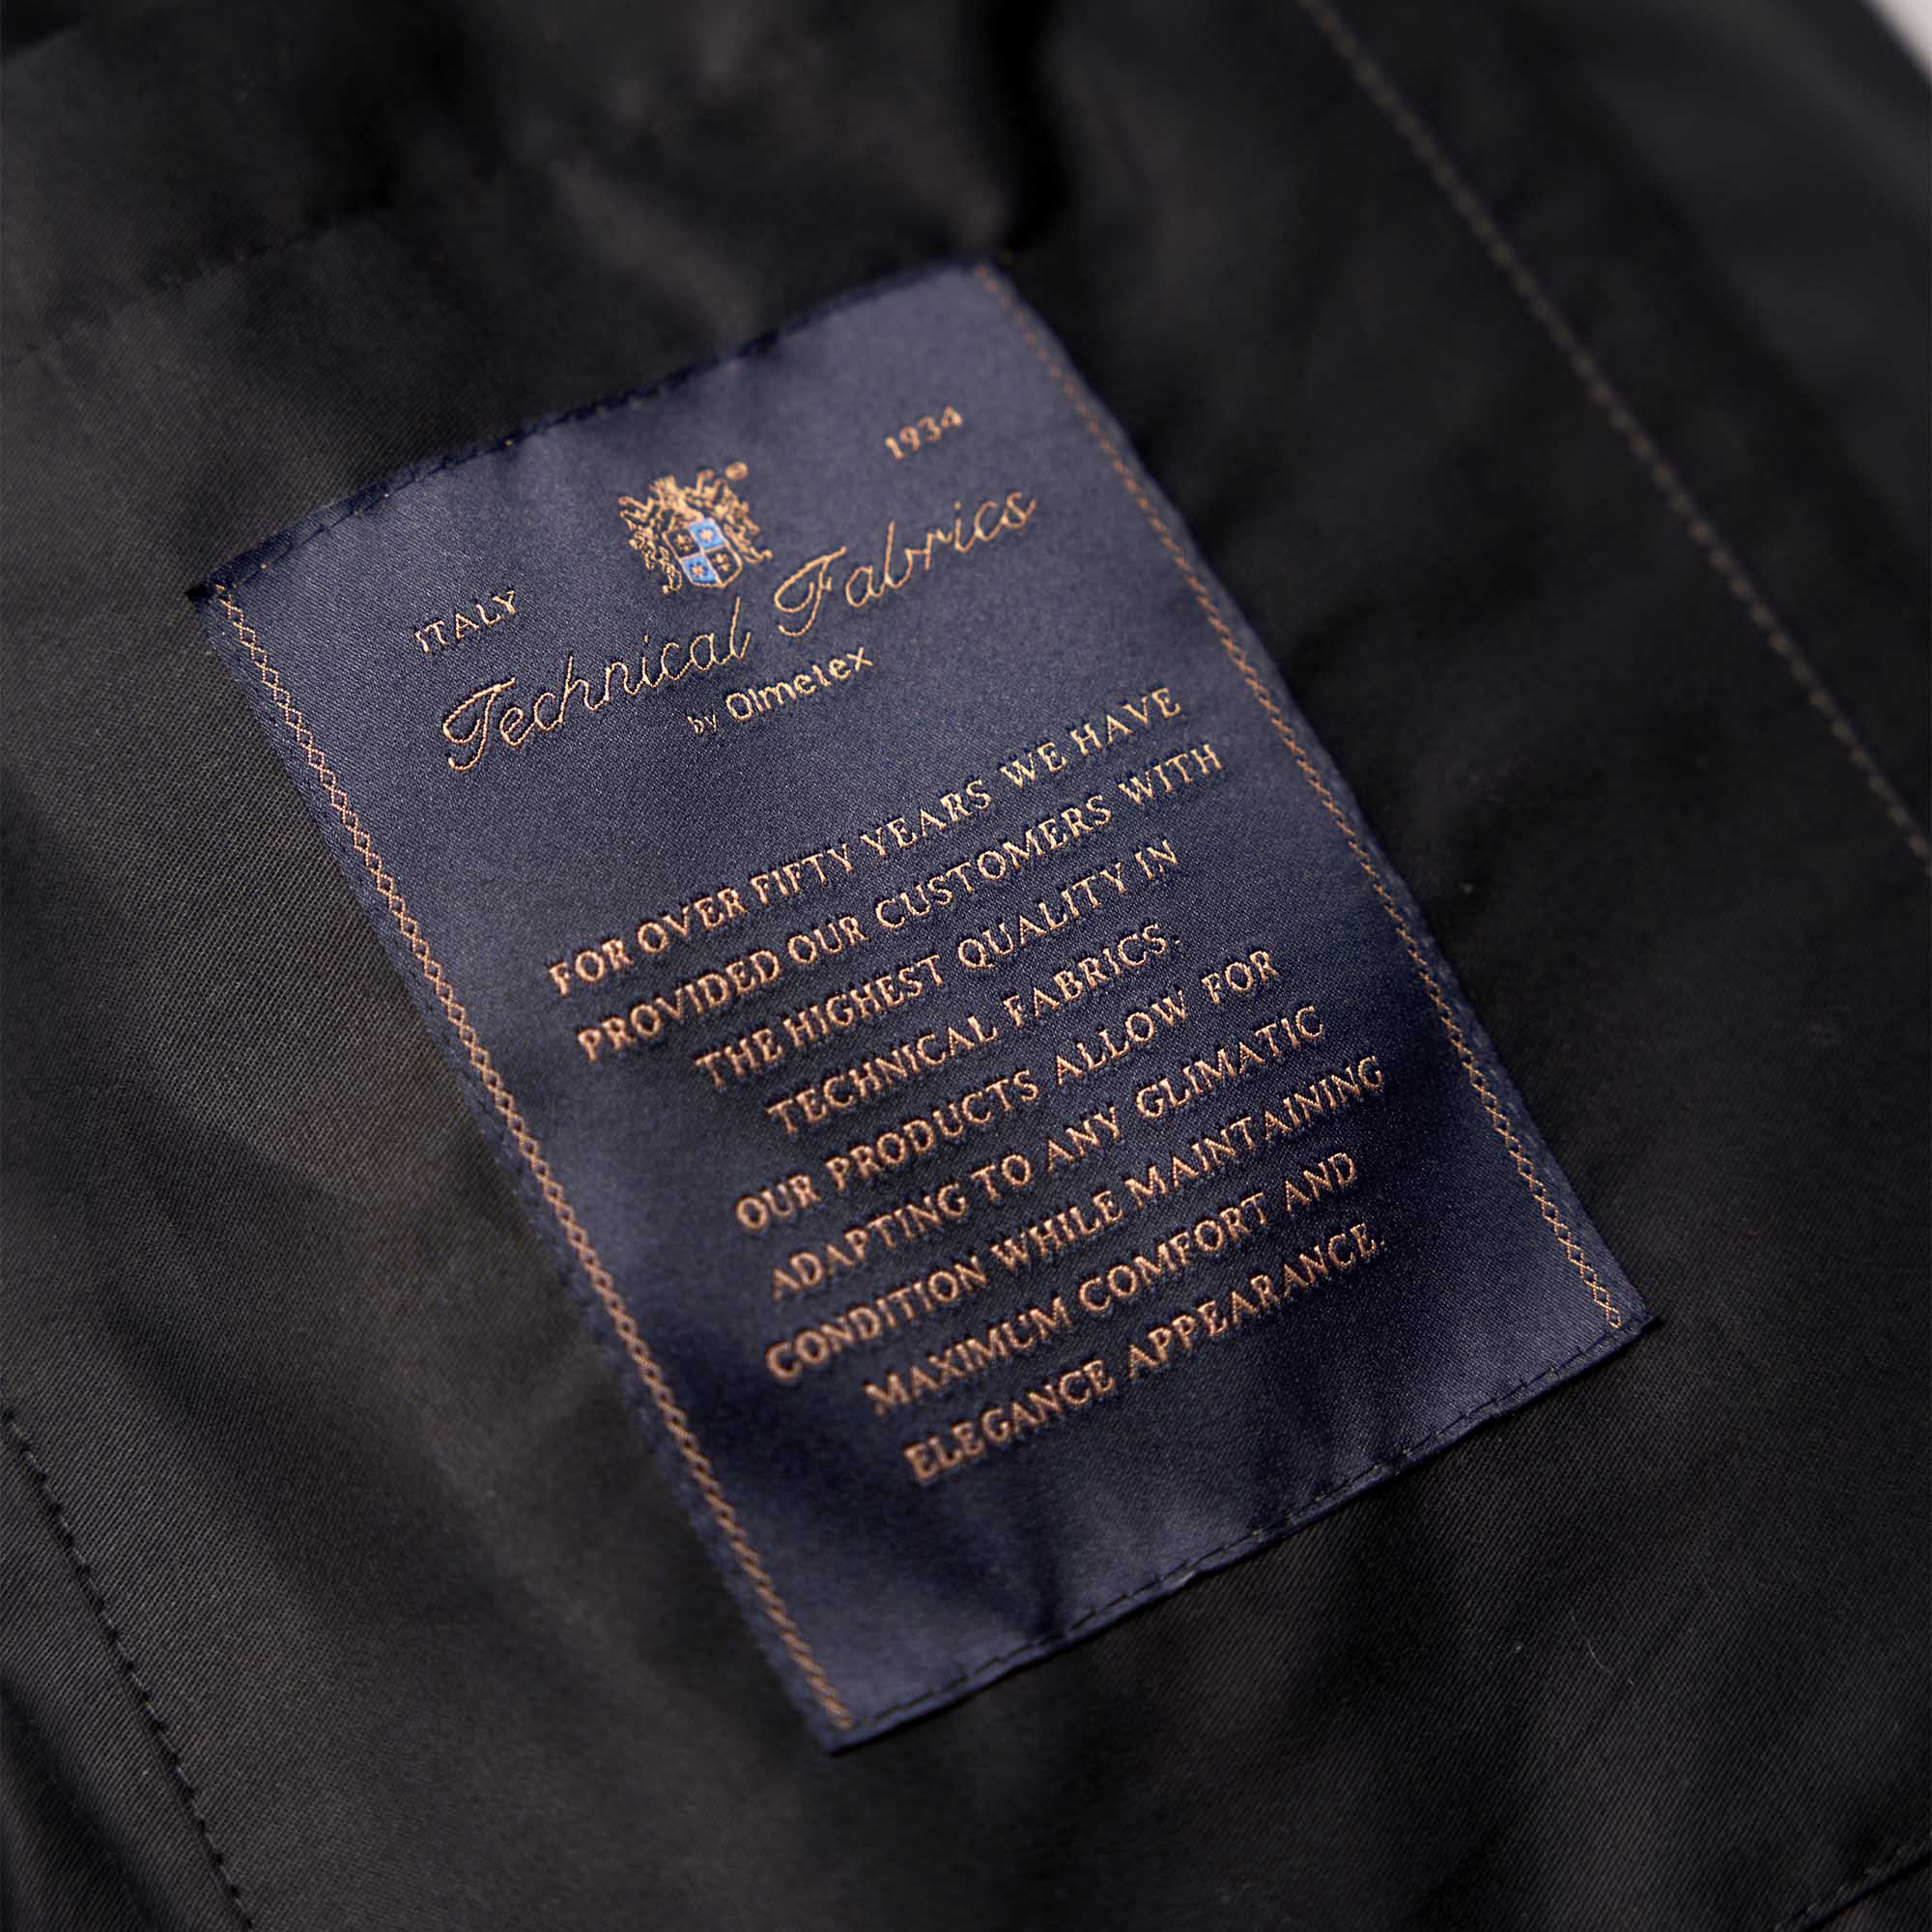 ITALY 1934
Technical Fabrics
by Olmetex
FOR OVER FIFTY YEARS WE HAVE
PROVIDED OUR CUSTOMERS WITH
THE HIGHEST QUALITY IN
TECHNICAL FABRICS.
OUR PRODUCTS ALLOW FOR
ADAPTING TO ANY GLIMATIC
CONDITION WHILE MAINTAINING
MAXIMUM COMFORT AND
ELEGANCE APPEARANCE.